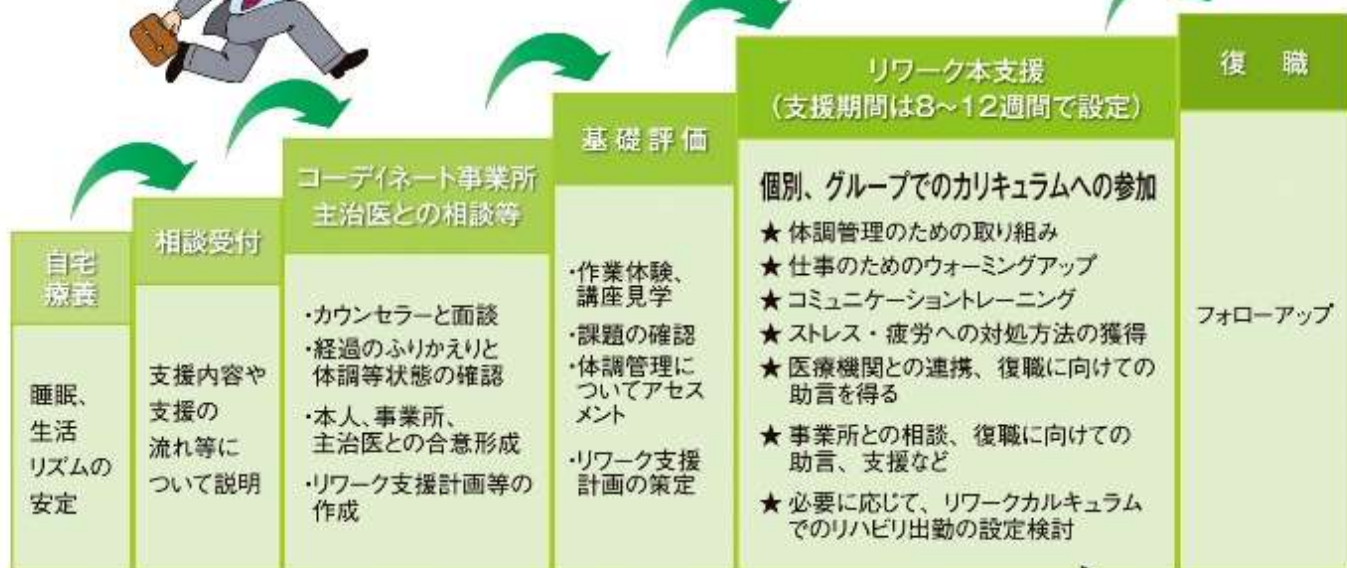 自宅
療養
睡眠、
生活
リズムの
安定
相談受付
支援内容や
支援の
流れ等に
ついて説明
コーディネート事業所
主治医との相談等
・カウンセラーと面談
・経過のふりかえりと
体調等状態の確認
・本人、事業所、
主治医との合意形成
・リワーク支援計画等の
作成
基礎評価
・作業体験、
講座見学
・課題の確認
・体調管理に
ついてアセス
メント
・リワーク支援
計画の策定
リワーク本支援
（支援期間は8～12週間で設定）
個別、グループでのカリキュラムへの参加
★ 体調管理のための取り組み
★ 仕事のためのウォーミングアップ
★ コミュニケーショントレーニング
★ ストレス・疲労への対処方法の獲得
★ 医療機関との連携、復職に向けての
助言を得る
★ 事業所との相談、復職に向けての
助言、支援など
★ 必要に応じて、リワークカルキュラム
でのリハビリ出勤の設定検討
復　職
フォローアップ